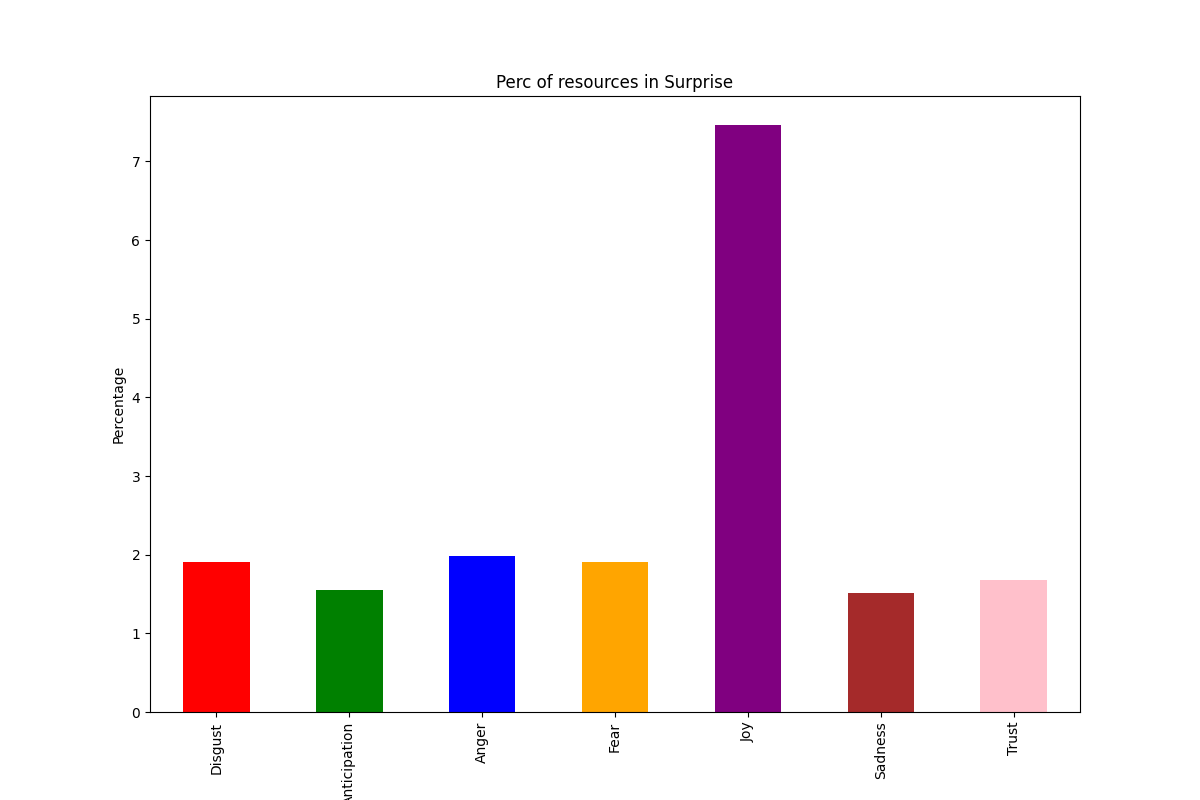 Perc of resources in Surprise
Percentage
7
6
5
4
3
2
1
0
Disgust
nticipation
Anger
Fear
Joy
Sadness
Trust